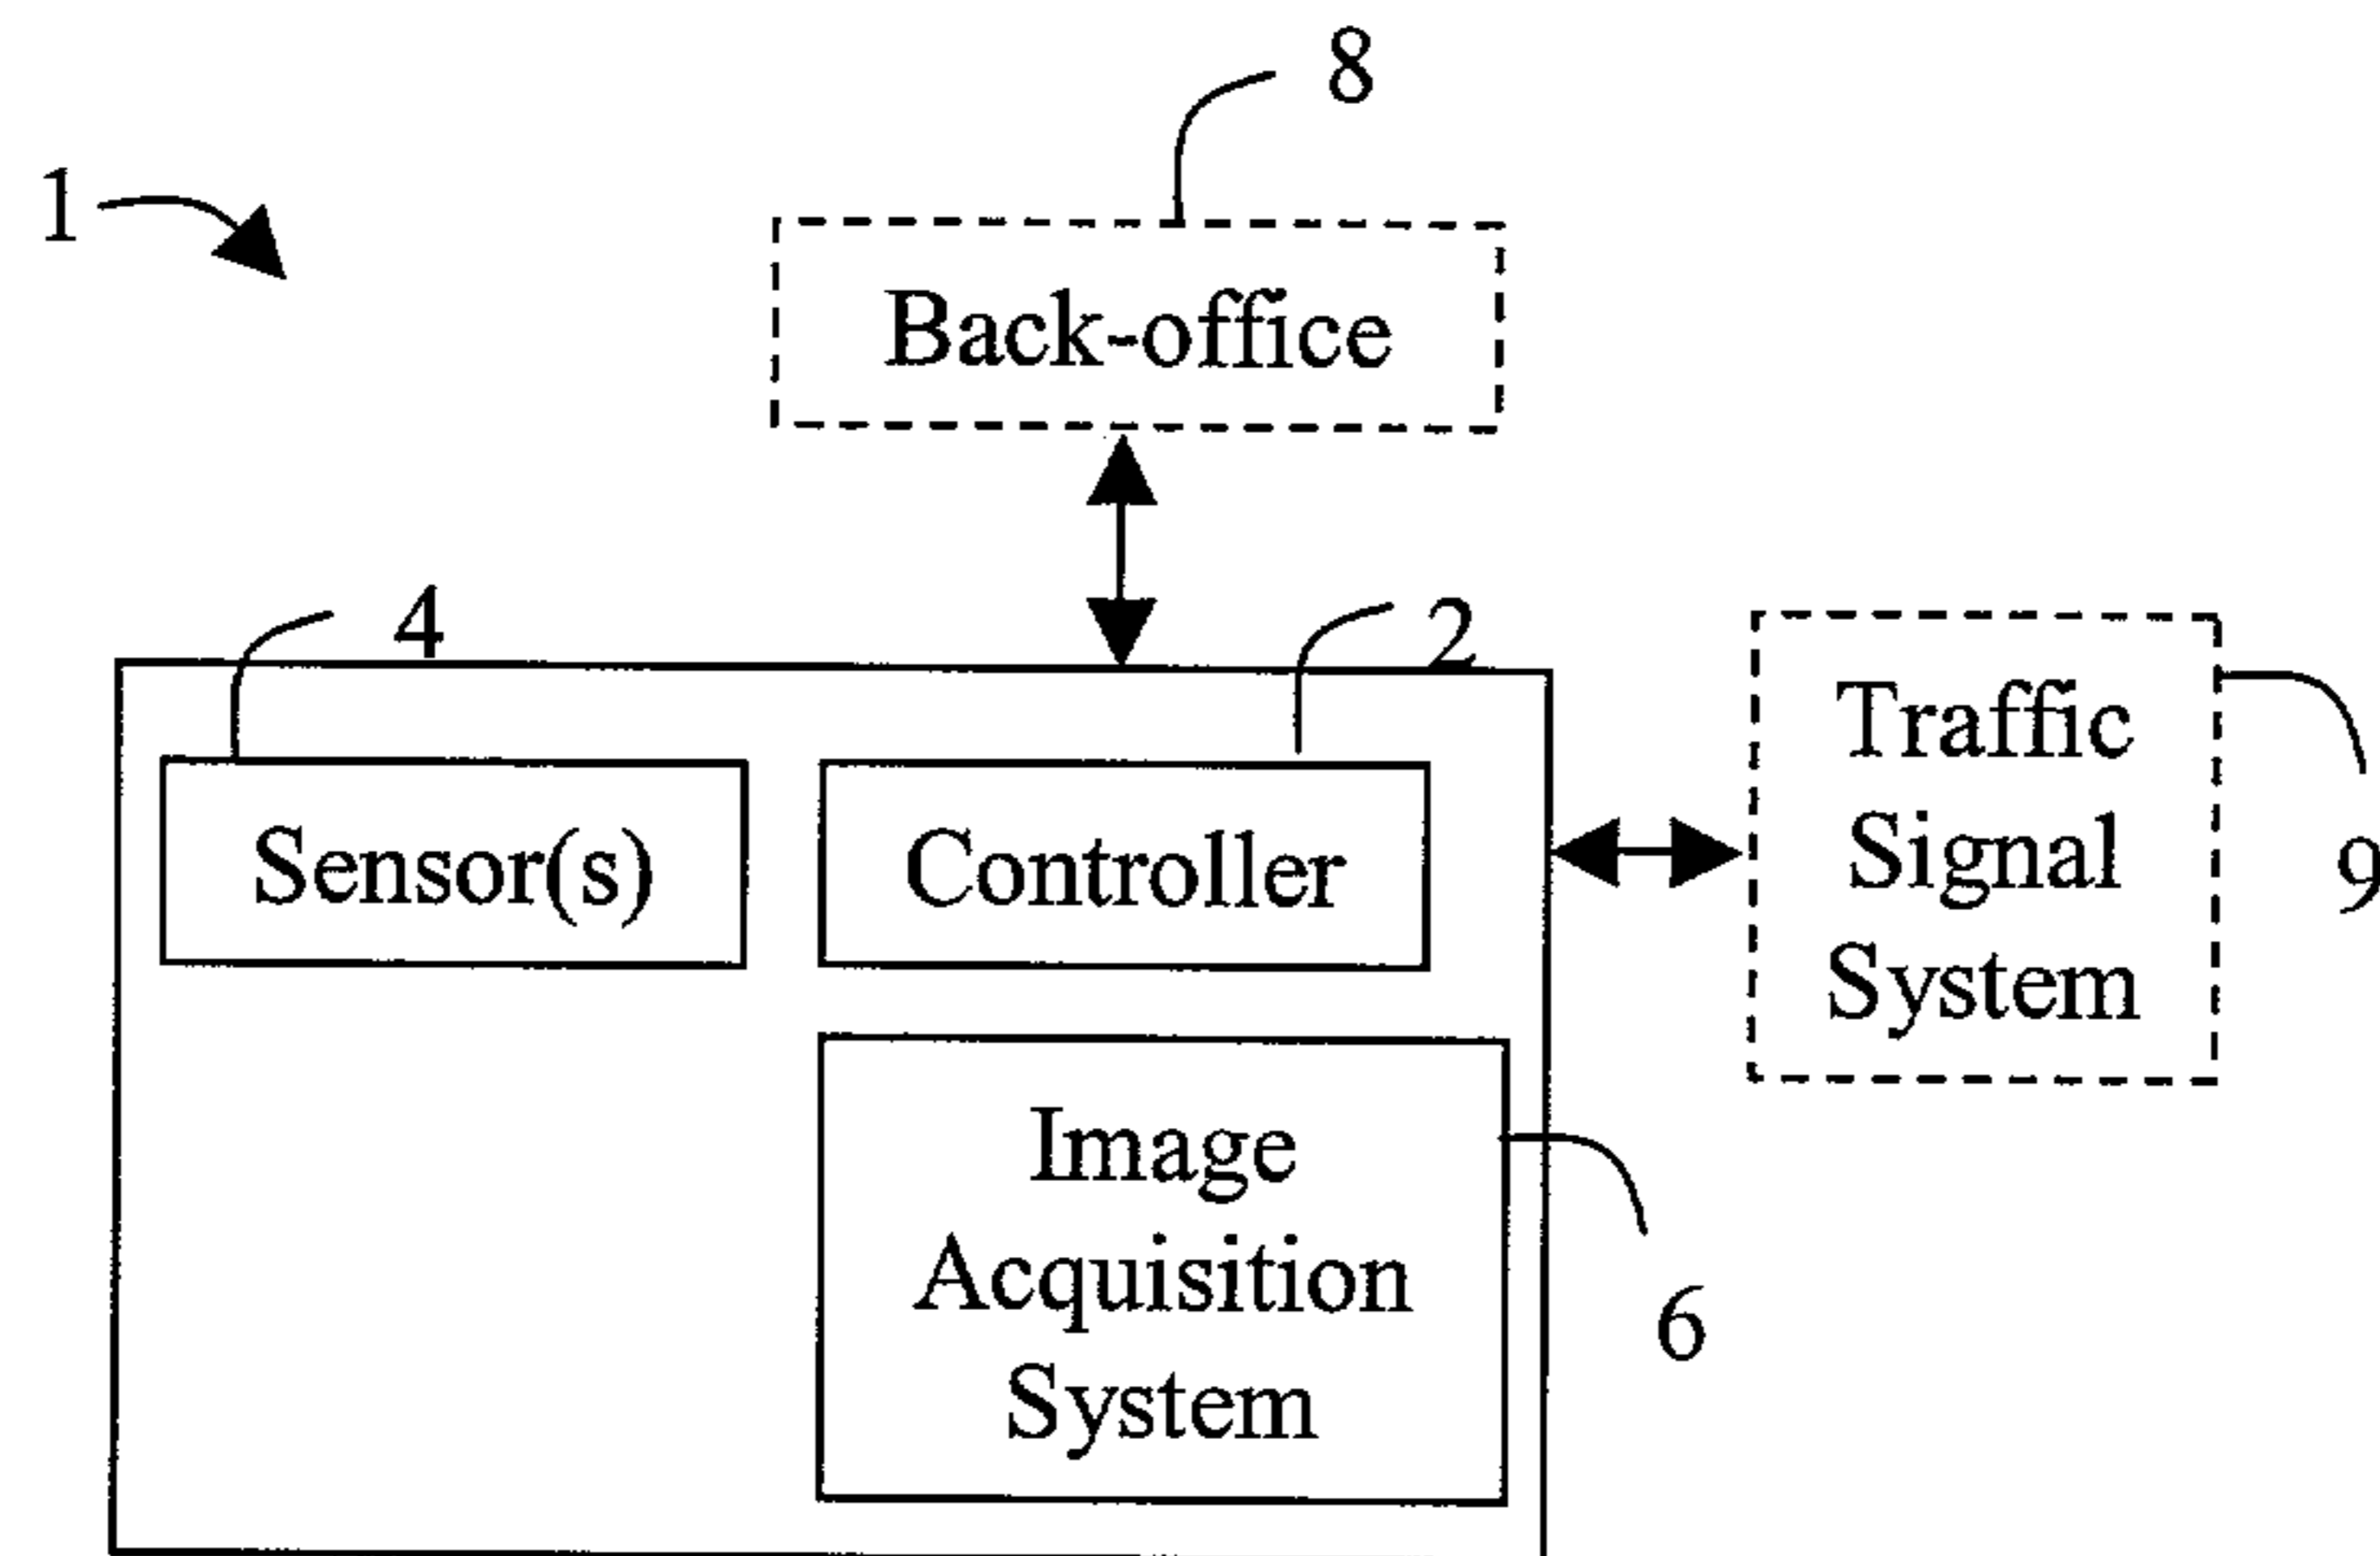 8
1
Back-office
4
2
Sensor(s)
Controller
Traffic
Signal
System
9
Image
Acquisition
System
6